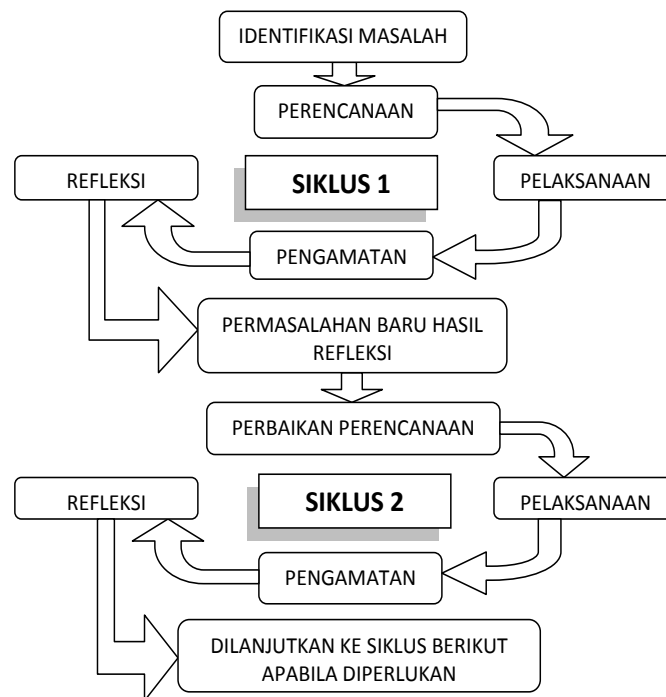 IDENTIFIKASI MASALAH
PERENCANAAN
REFLEKSI
SIKLUS 1
PELAKSANAAN
PENGAMATAN
PERMASALAHAN BARU HASIL
REFLEKSI
PERBAIKAN PERENCANAAN
REFLEKSI
SIKLUS 2
PELAKSANAAN
PENGAMATAN
DILANJUTKAN KE SIKLUS BERIKUT
APABILA DIPERLUKAN